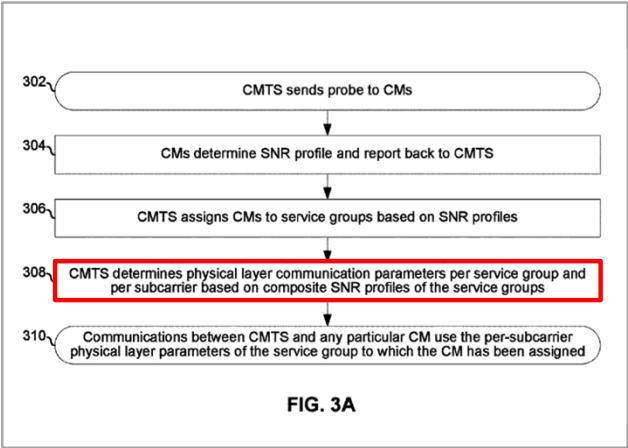 302
CMTS sends probe to CMs
304
CMs determine SNR profile and report back to CMTS
306
CMTS assigns CMs to service groups based on SNR profiles
308
CMTS determines physical layer communication parameters per service group and
per subcarrier based on composite SNR profiles of the service groups
310
Communications between CMTS and any particular CM use the per-subcarrier
physical layer parameters of the service group to which the CM has been assigned
FIG. 3A